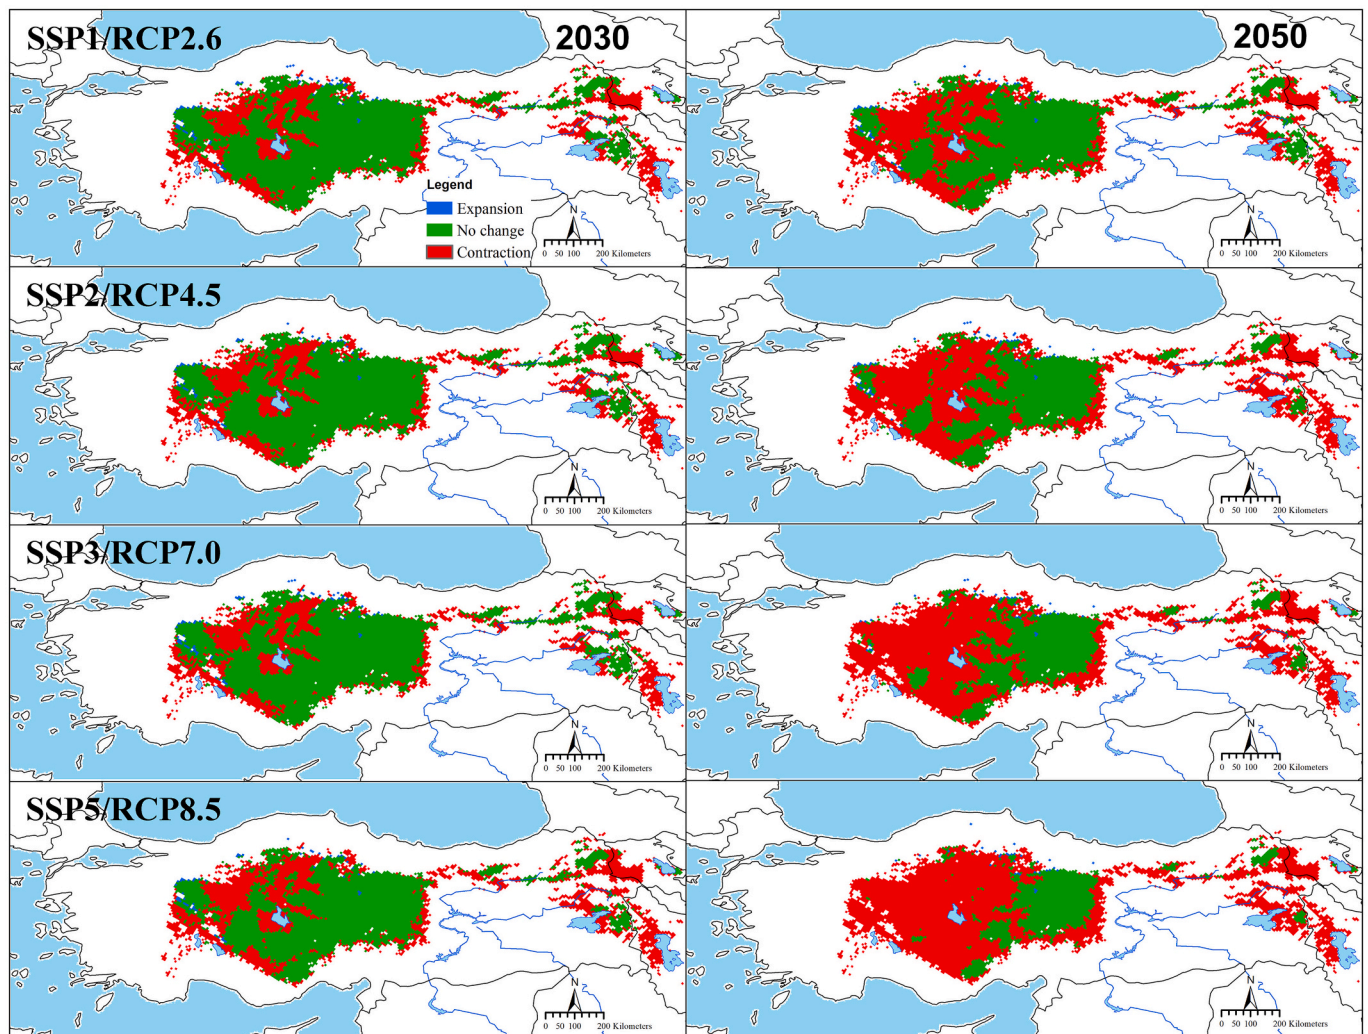 SSP1/RCP2.6
2030
2050
Legend
Expansion
No change
Contraction
N
0 50 100 200 Kilometers
N
0 50 100 200 Kilometers
SSP2/RCP4.5
N
0 50 100 200 Kilometers
N
0 50 100 200 Kilometers
SSP3/RCP7.0
N
0 50 100 200 Kilometers
N
0 50 100 200 Kilometers
SSP5/RCP8.5
N
0 50 100 200 Kilometers
N
0 50 100 200 Kilometers